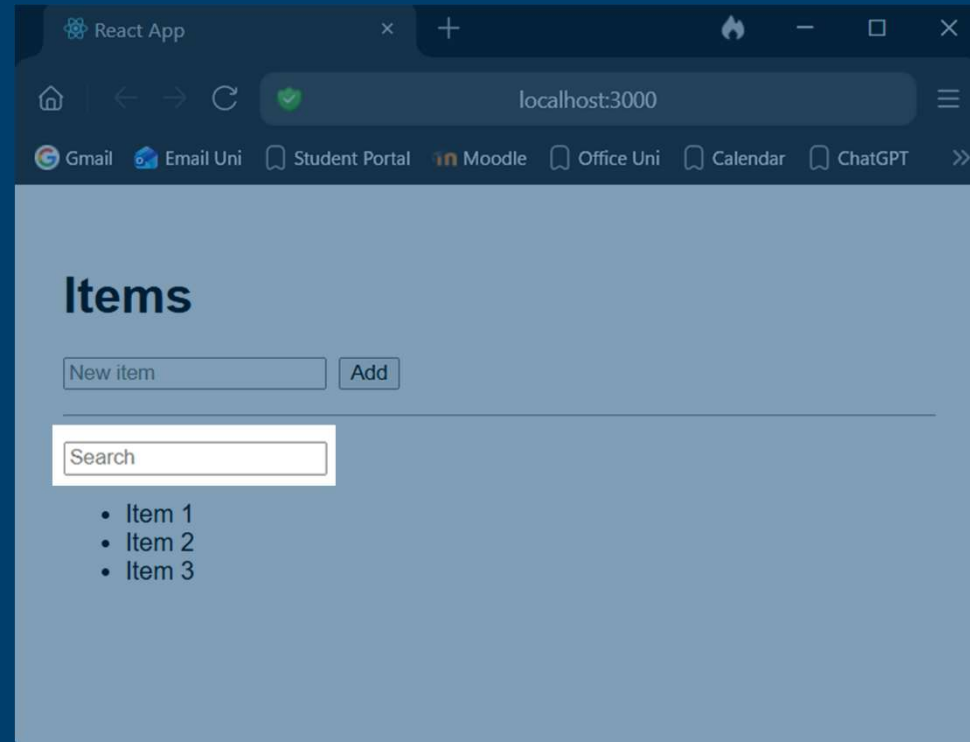 React App
localhost:3000
Gmail Email Uni Student Portal Moodle Office Uni Calendar ChatGPT
Items
New item Add
Search
Item 1
Item 2
Item 3